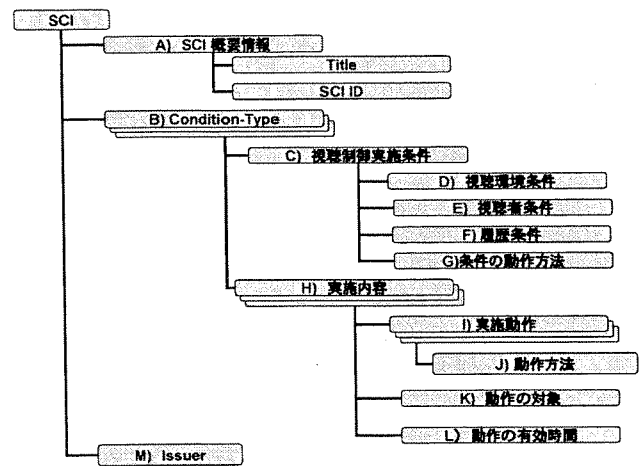 SCI
A) SCI 概要情報
Title
SCI ID
B) Condition-Type
C) 視聴制御実施条件
D) 視聴環境条件
E) 視聴者条件
F) 履歴条件
G)条件の動作方法
H) 実施内容
I) 実施動作
J) 動作方法
K) 動作の対象
L) 動作の有効時間
M) Issuer